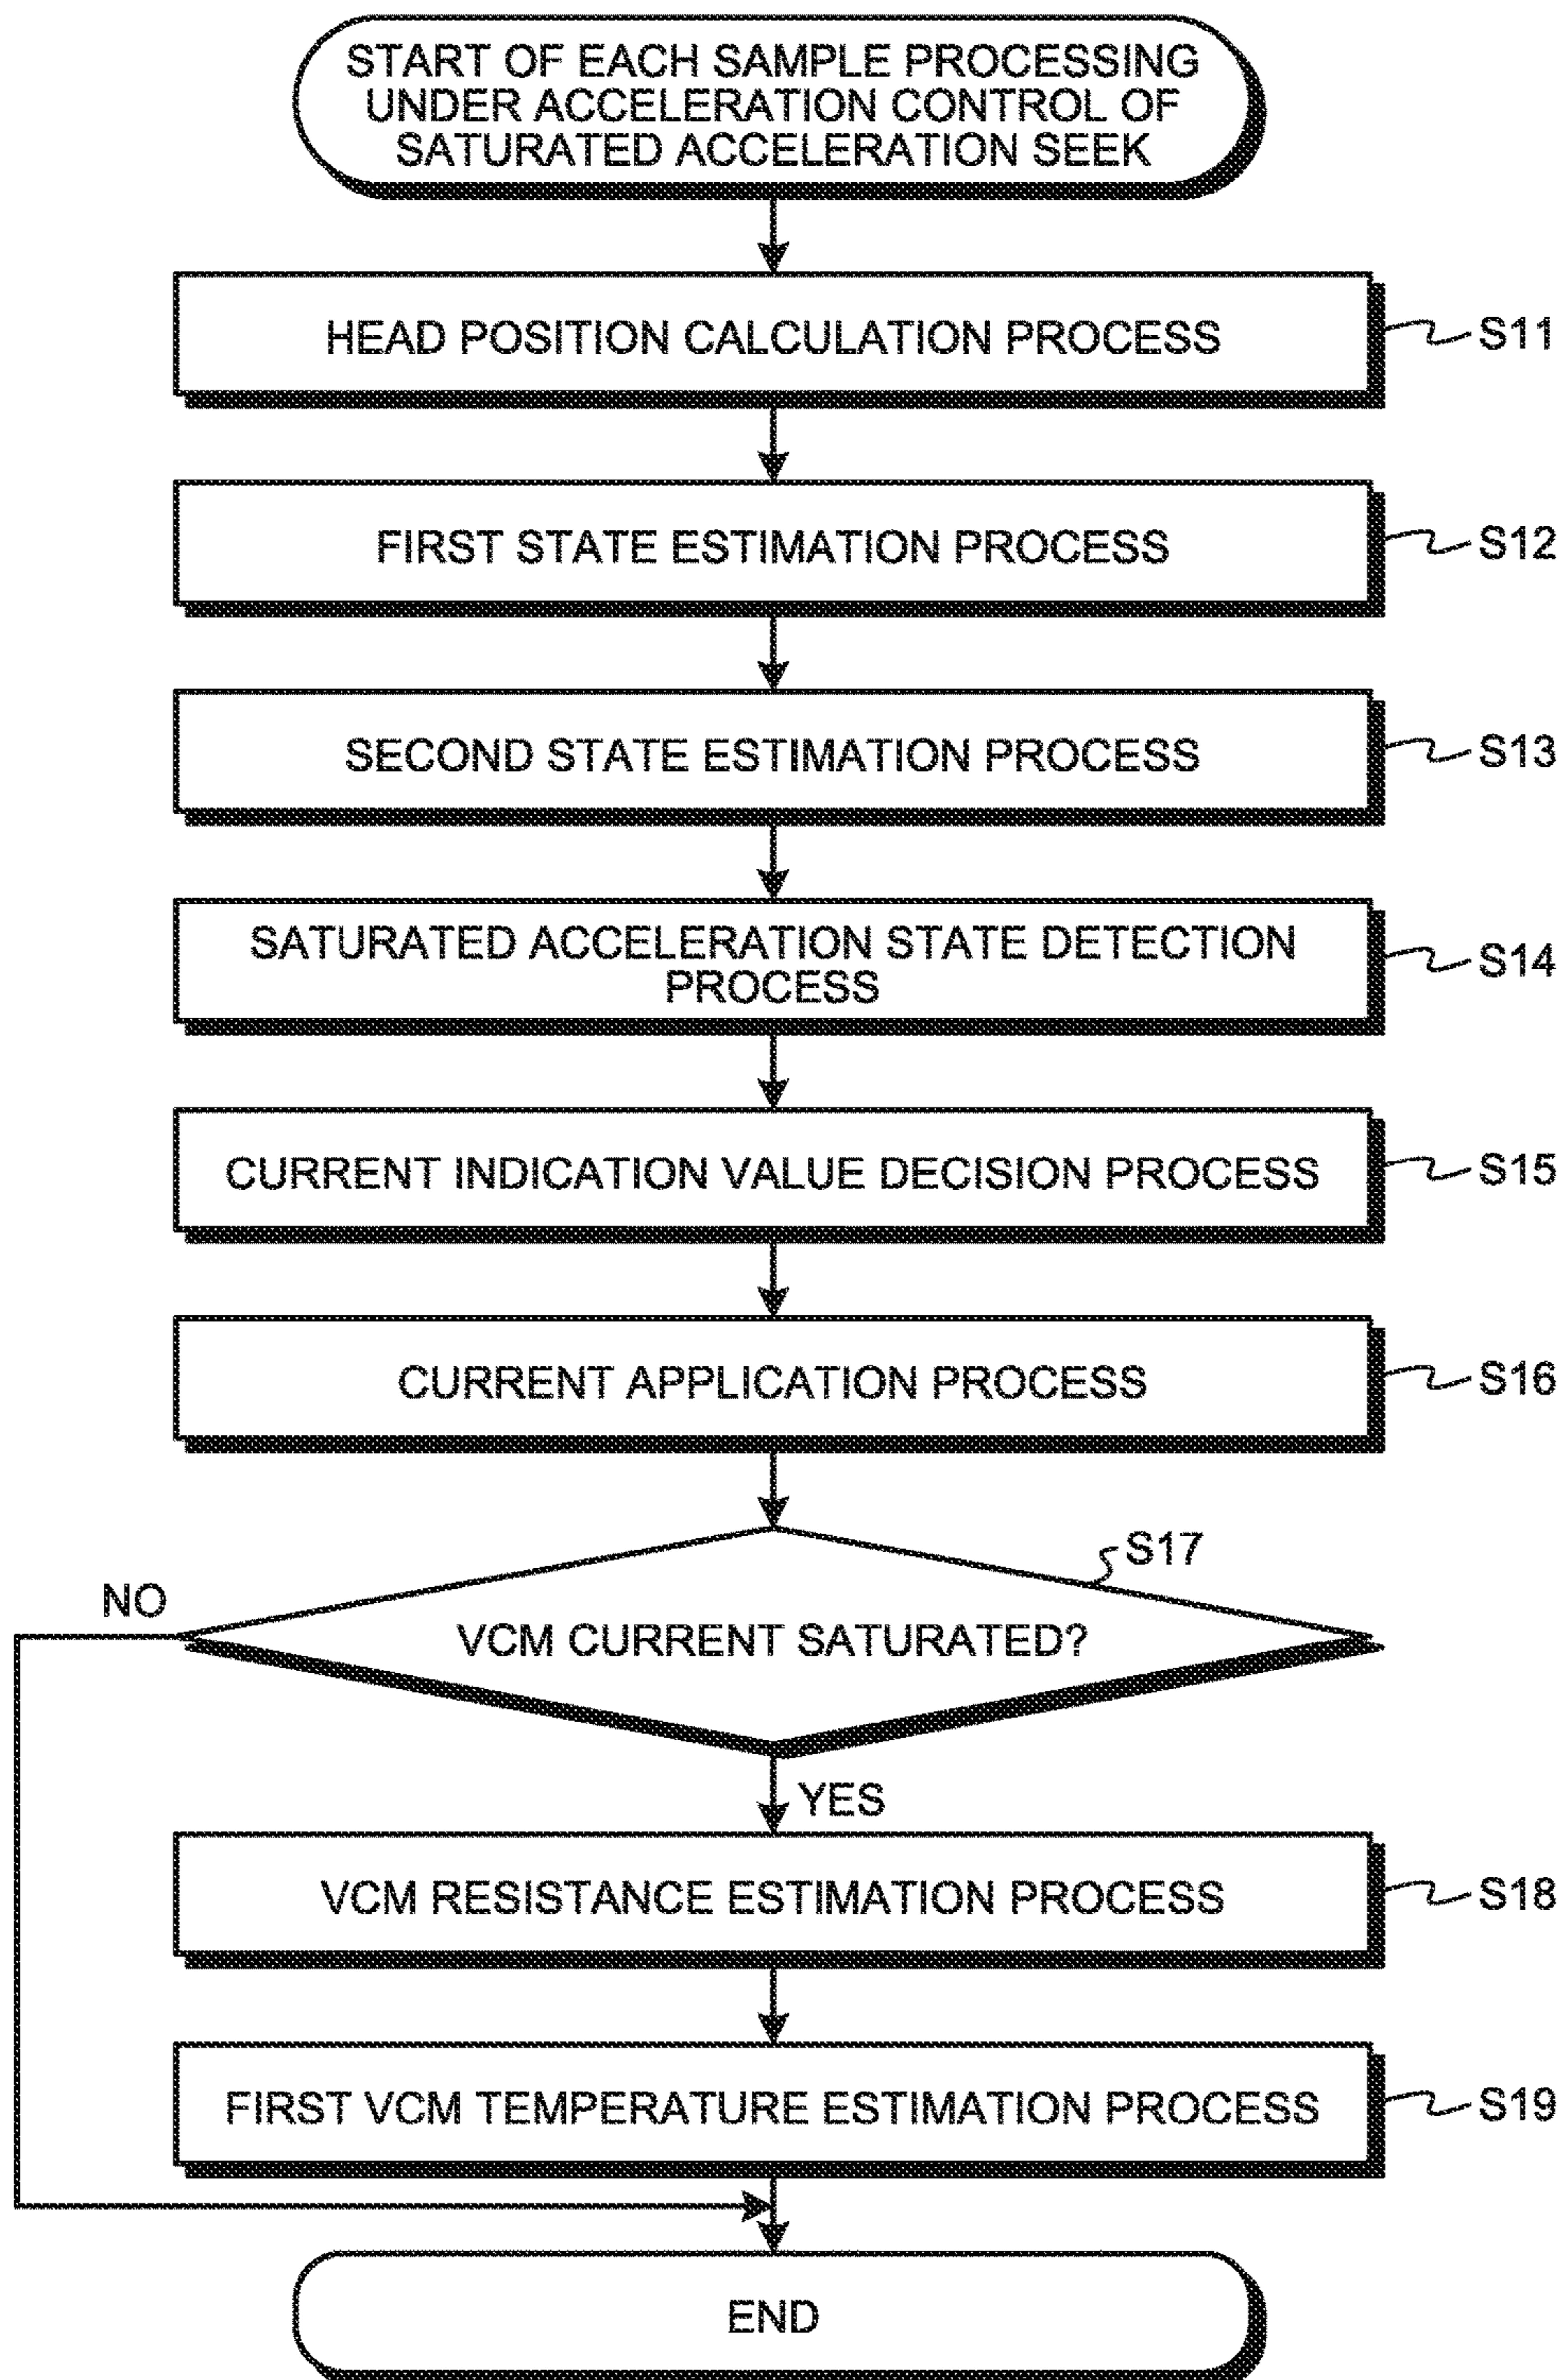 START OF EACH SAMPLE PROCESSING
UNDER ACCELERATION CONTROL OF
SATURATED ACCELERATION SEEK
HEAD POSITION CALCULATION PROCESS
S11
FIRST STATE ESTIMATION PROCESS
S12
SECOND STATE ESTIMATION PROCESS
S13
SATURATED ACCELERATION STATE DETECTION
PROCESS
S14
CURRENT INDICATION VALUE DECISION PROCESS
S15
CURRENT APPLICATION PROCESS
S16
S17
NO
VCM CURRENT SATURATED?
YES
VCM RESISTANCE ESTIMATION PROCESS
S18
FIRST VCM TEMPERATURE ESTIMATION PROCESS
S19
END